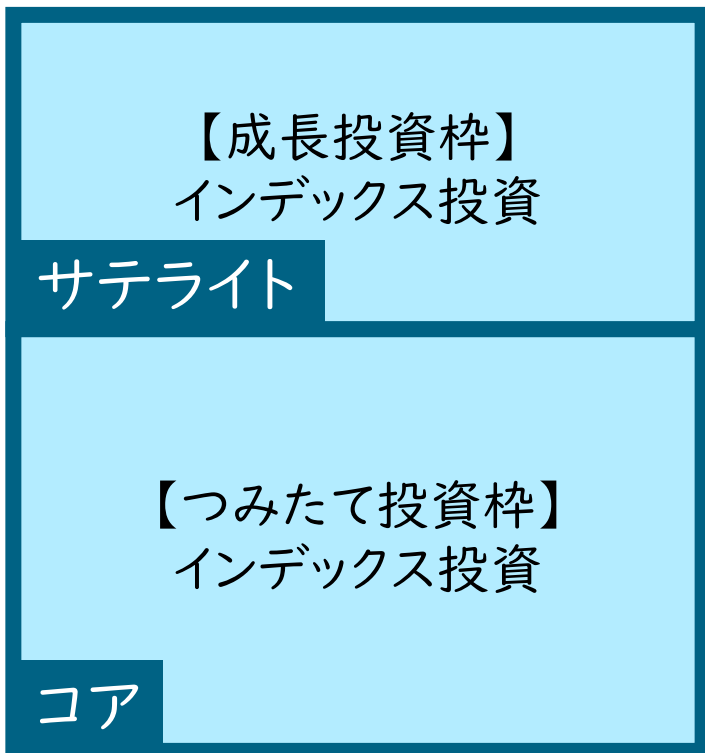 【成長投資枠】
インデックス投資
サテライト
【つみたて投資枠】
インデックス投資
コア